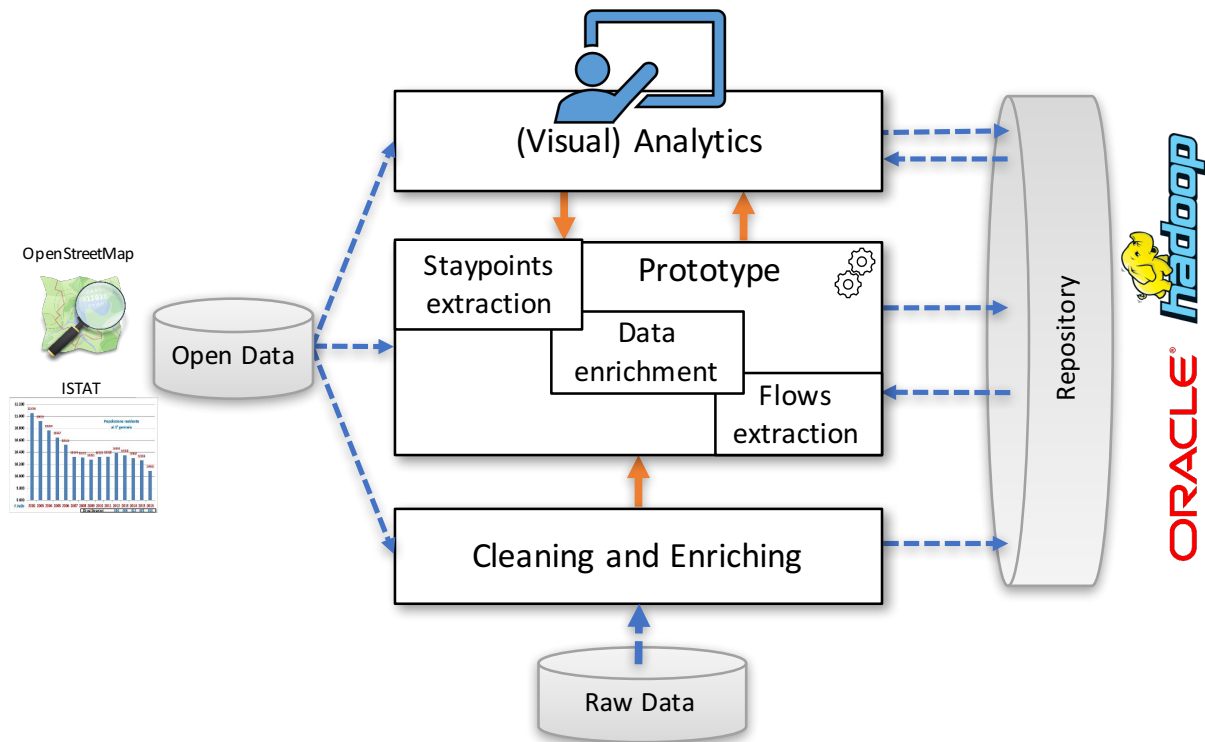 (Visual) Analytics
OpenStreetMap
Staypoints
extraction
Prototype
Open Data
Data
enrichment
Flows
extraction
ISTAT
Cleaning and Enriching
Raw Data
Repository
hadoop
ORACLE®